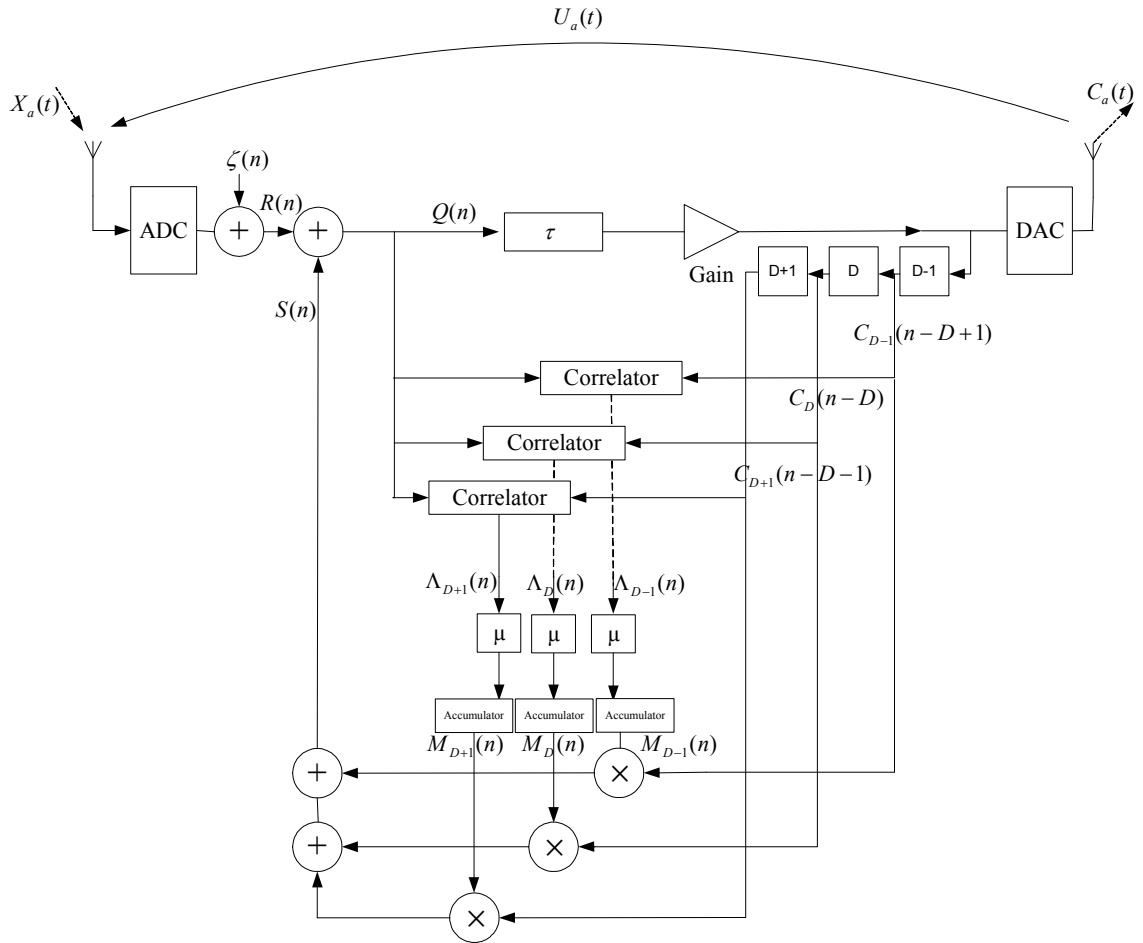 U_a(t)
X_a(t)
C_a(t)
ζ(n)
R(n)
Q(n)
ADC
+
+
τ
DAC
Gain
D+1
D
D-1
S(n)
C_{D-1}(n-D+1)
Correlator
C_D(n-D)
Correlator
C_{D+1}(n-D-1)
Correlator
Λ_{D+1}(n)
Λ_D(n)
Λ_{D-1}(n)
μ
μ
μ
Accumulator
Accumulator
Accumulator
M_{D+1}(n)
M_D(n)
M_{D-1}(n)
+
×
+
×
×